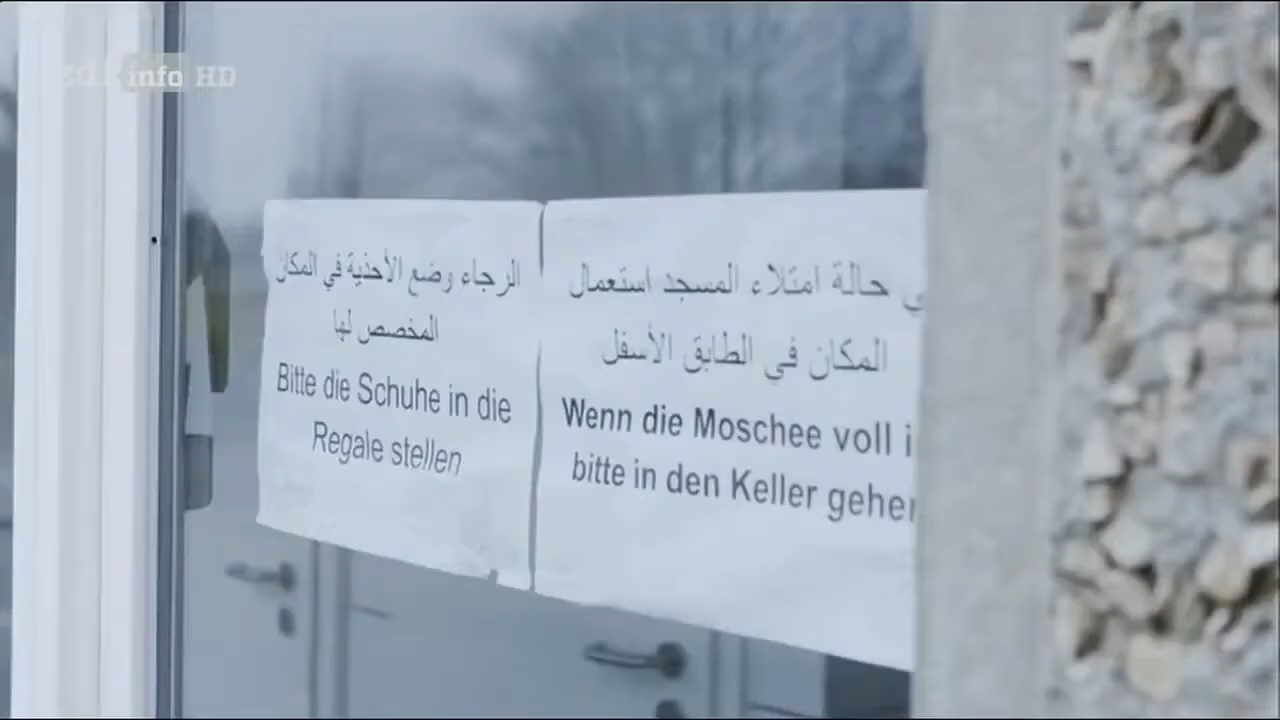 info HD
الرجاء وضع الأحذية في المكان
المخصص لها
Bitte die Schuhe in die
Regale stellen
حالة امتلاء المسجد استعمال
المكان في الطابق الأسفل
Wenn die Moschee voll
bitte in den Keller gehen